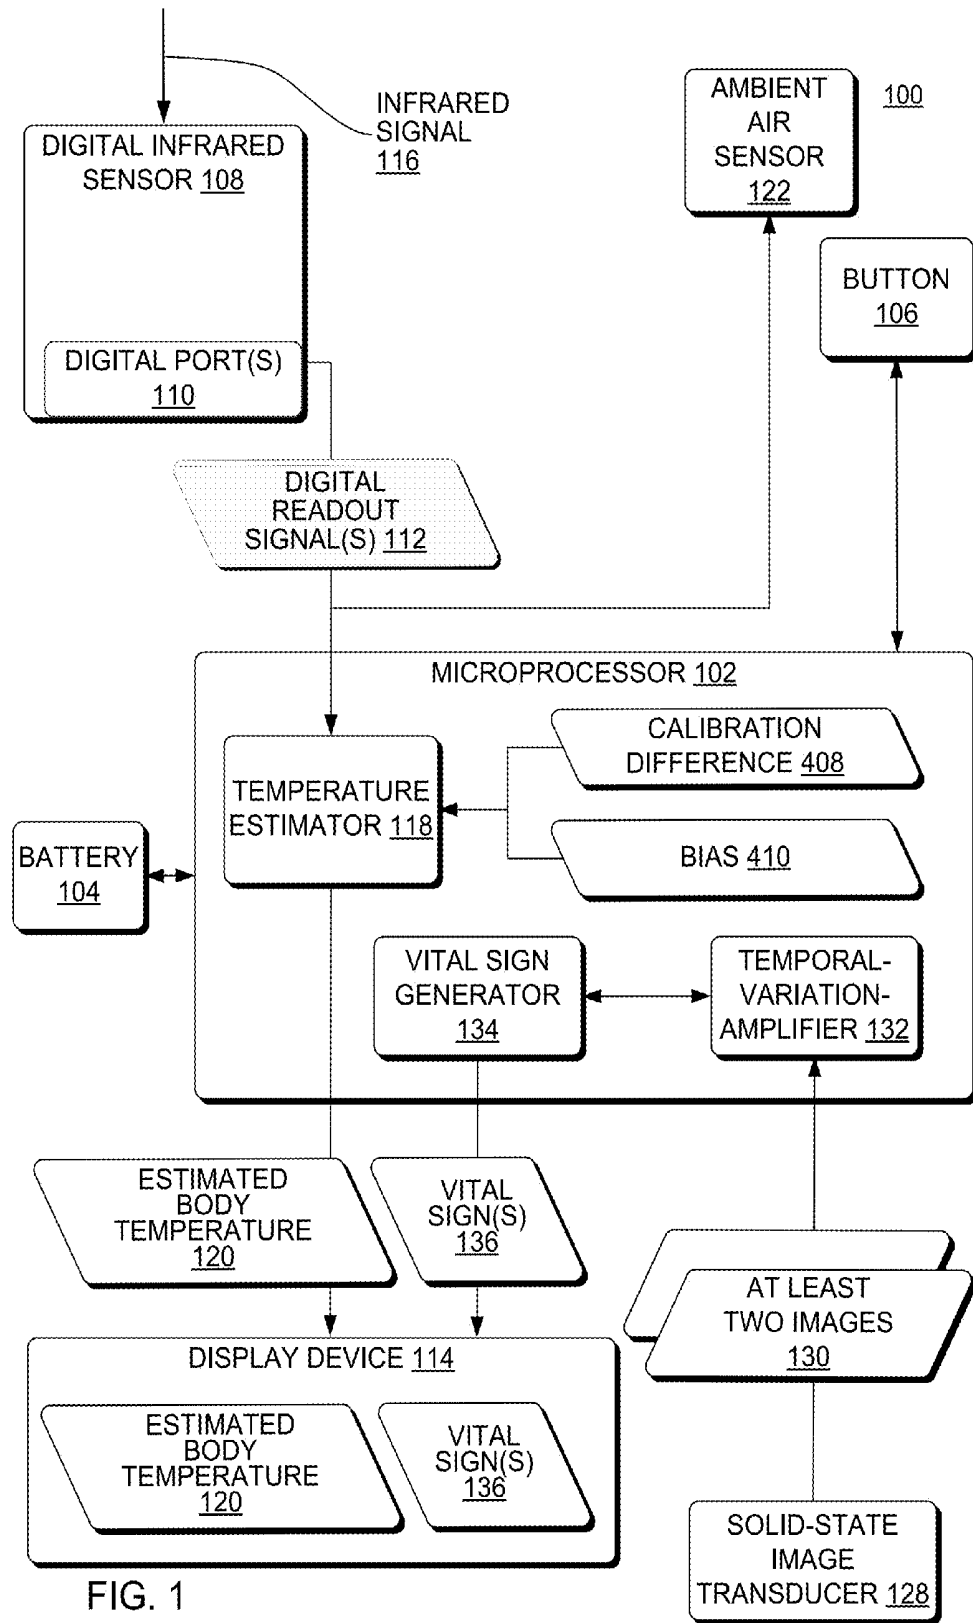 INFRARED
SIGNAL
116
DIGITAL INFRARED
SENSOR 108
DIGITAL PORT(S)
110
AMBIENT
AIR
SENSOR
122
100
BUTTON
106
DIGITAL
READOUT
SIGNAL(S) 112
MICROPROCESSOR 102
TEMPERATURE
ESTIMATOR 118
CALIBRATION
DIFFERENCE 408
BIAS 410
BATTERY
104
VITAL SIGN
GENERATOR
134
TEMPORAL-
VARIATION-
AMPLIFIER 132
ESTIMATED
BODY
TEMPERATURE
120
VITAL
SIGN(S)
136
AT LEAST
TWO IMAGES
130
DISPLAY DEVICE 114
ESTIMATED
BODY
TEMPERATURE
120
VITAL
SIGN(S)
136
SOLID-STATE
IMAGE
TRANSDUCER 128
FIG. 1